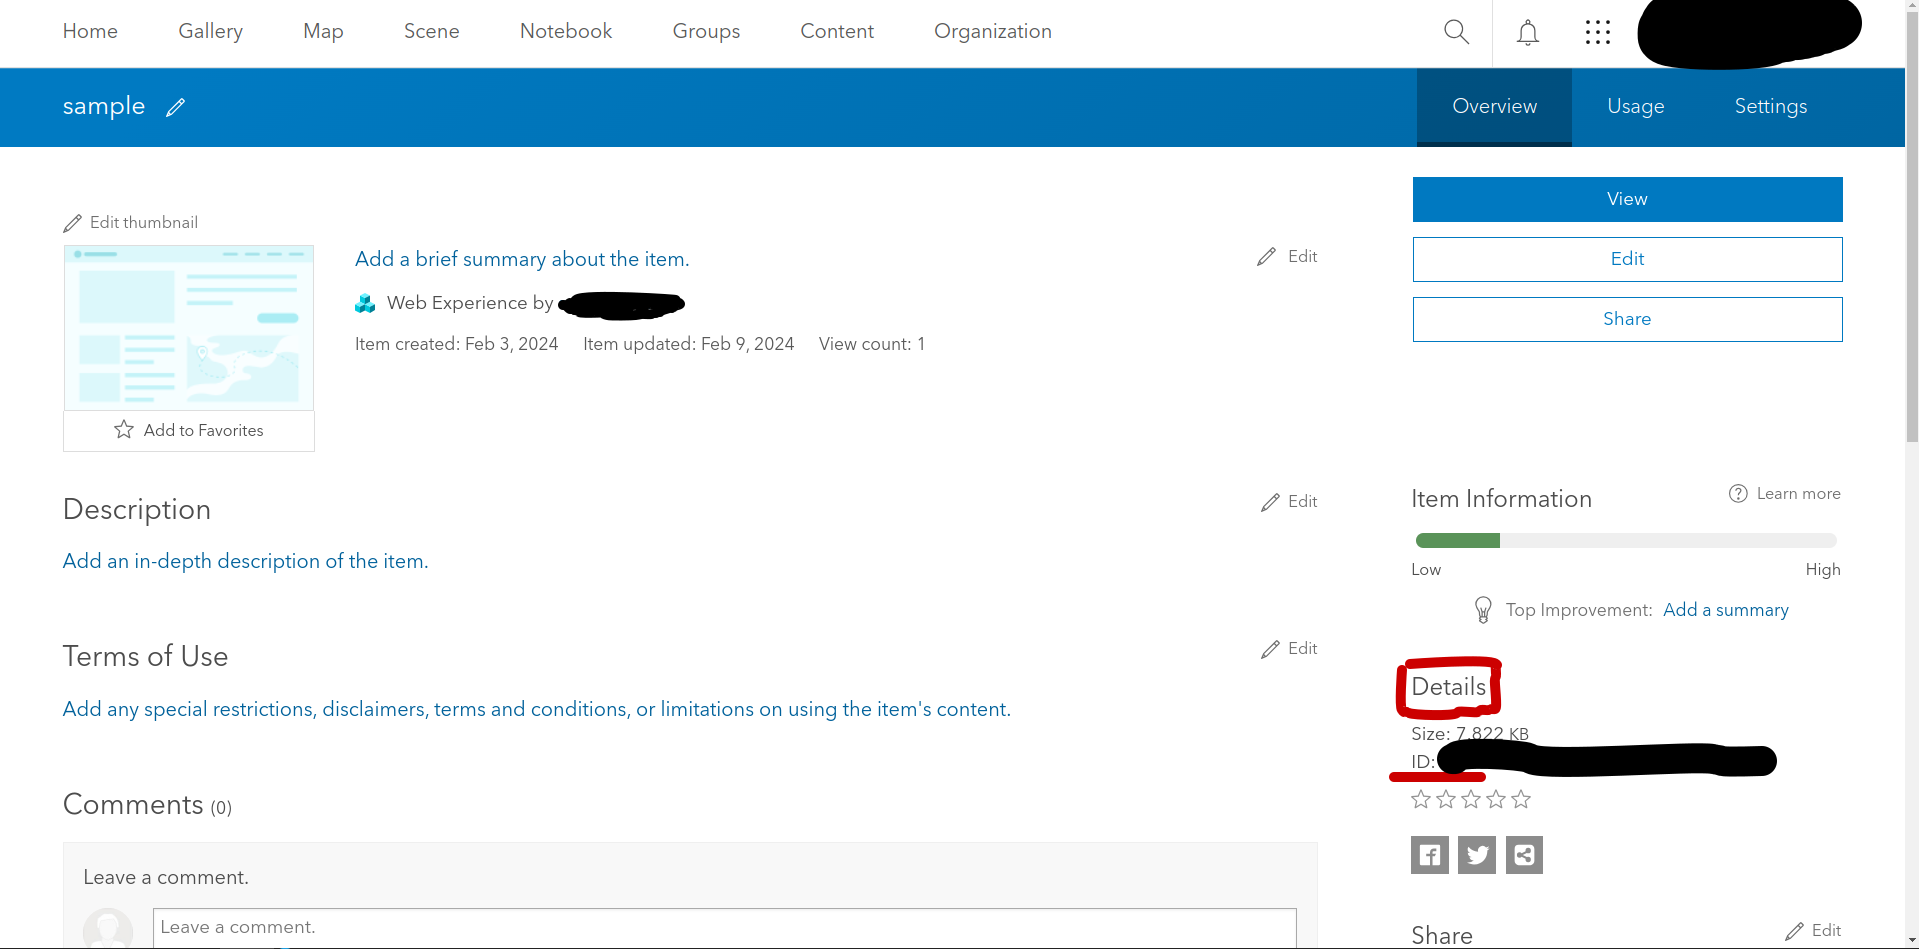 Home Gallery Map Scene Notebook Groups Content Organization
sample
Overview Usage Settings
Edit thumbnail
Add to Favorites
Add a brief summary about the item.
Edit
Web Experience by
Item created: Feb 3, 2024 Item updated: Feb 9, 2024 View count: 1
Description
Edit
Add an in-depth description of the item.
Terms of Use
Edit
Add any special restrictions, disclaimers, terms and conditions, or limitations on using the item's content.
Comments (0)
Leave a comment.
Leave a comment.
View
Edit
Share
Item Information
Learn more
Low High
Top Improvement: Add a summary
Details
Size: 7.822 KB
ID:
Share
Edit